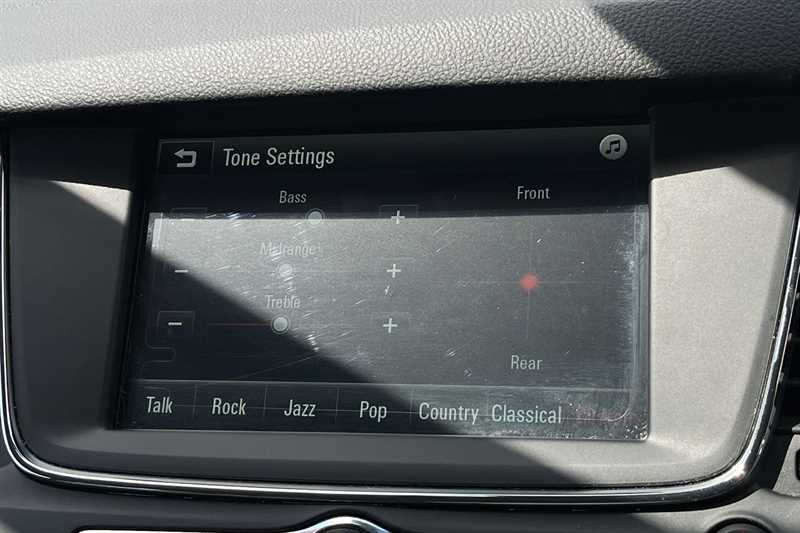 Tone Settings
Bass
Front
Midrange
Treble
Rear
Talk Rock Jazz Pop Country Classical